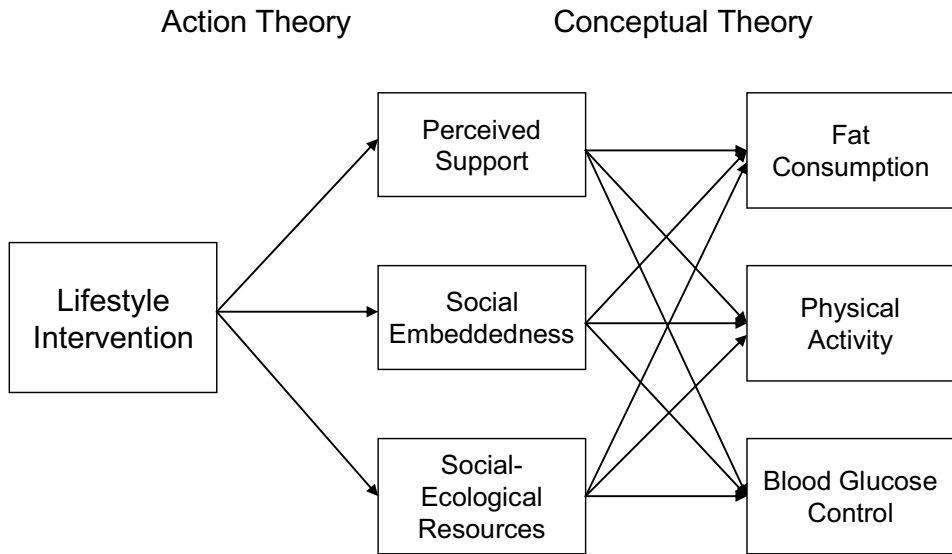 Action Theory
Conceptual Theory
Perceived
Support
Fat
Consumption
Lifestyle
Intervention
Social
Embeddedness
Physical
Activity
Social-
Ecological
Resources
Blood Glucose
Control